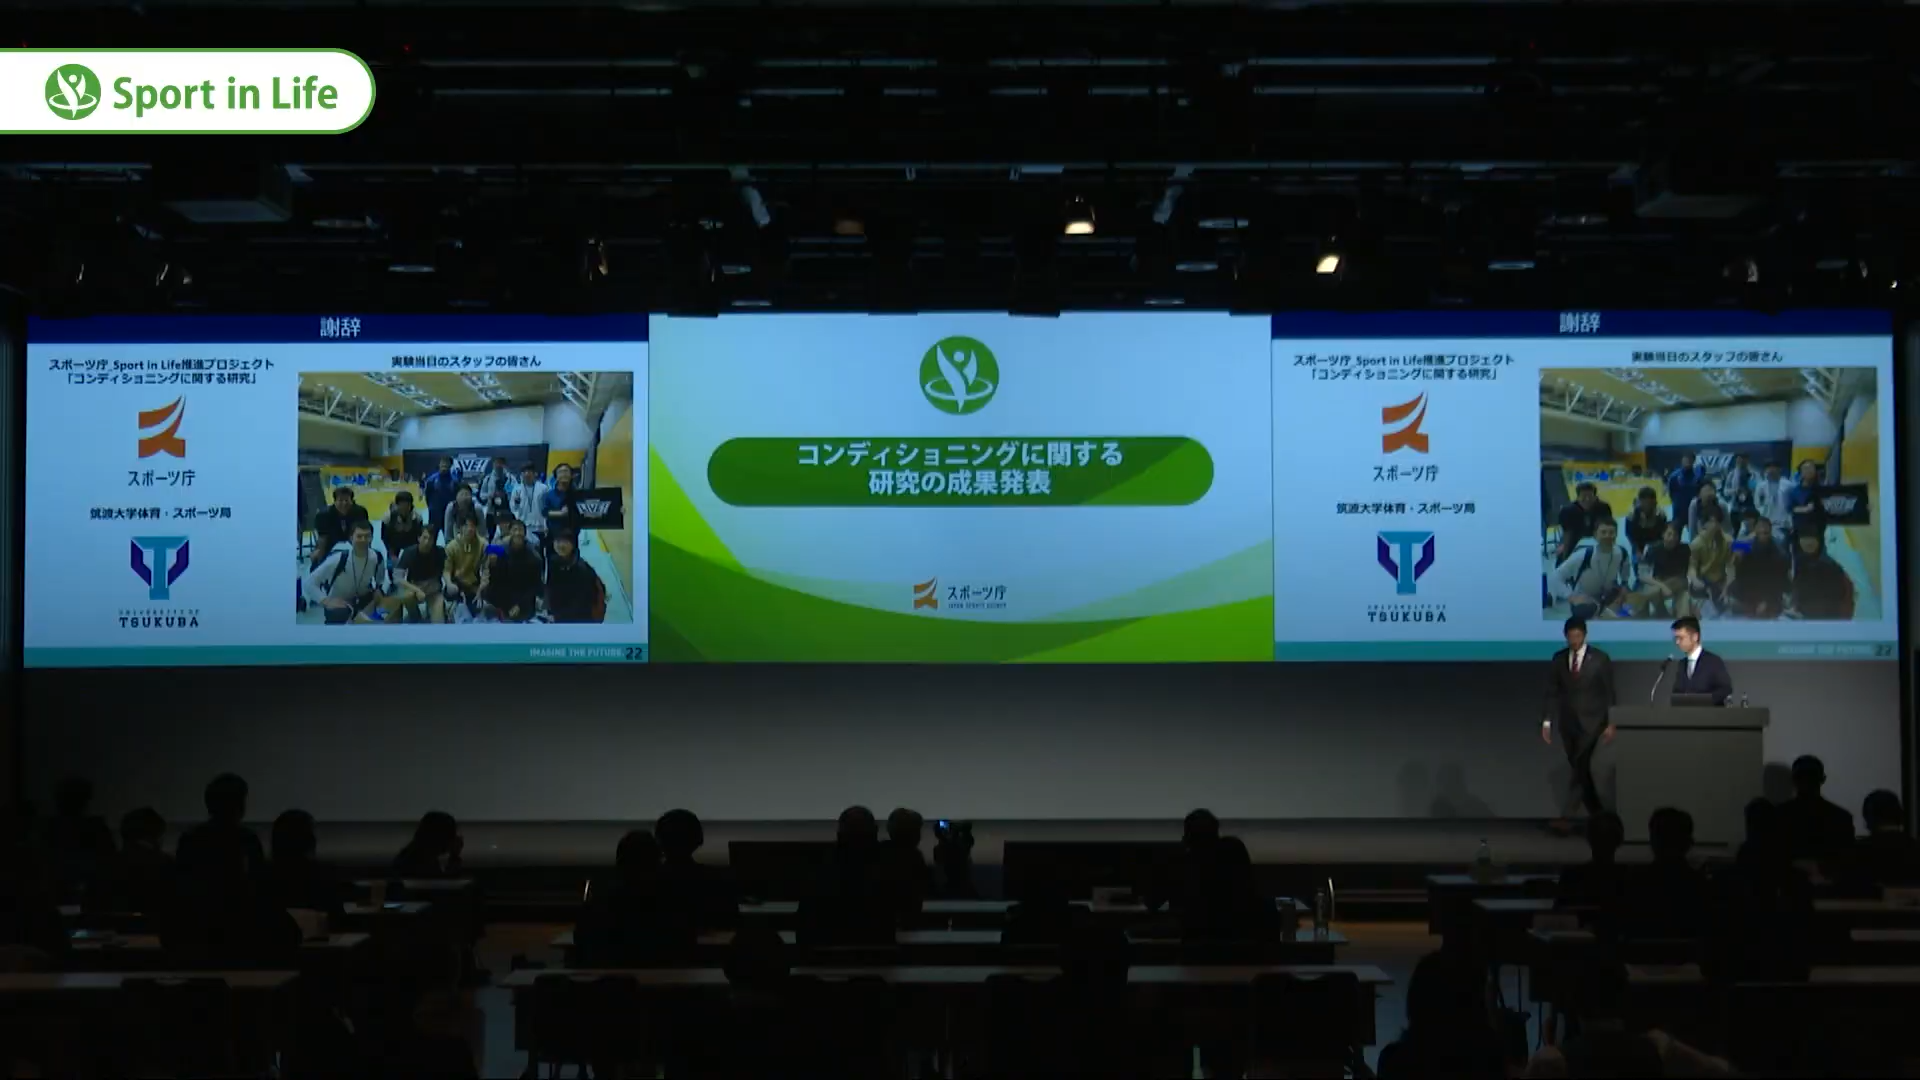 Sport in Life
謝辞
スポーツ庁_Sport in Life推進プロジェクト
「コンディショニングに関する研究」
スポーツ庁
筑波大学体育・スポーツ局
UNIVERSITY OF
TSUKUBA
実験当日のスタッフの皆さん
IMAGINE THE FUTURE. 22
コンディショニングに関する
研究の成果発表
スポーツ庁
JAPAN SPORTS AGENCY
謝辞
スポーツ庁_Sport in Life推進プロジェクト
「コンディショニングに関する研究」
スポーツ庁
筑波大学体育・スポーツ局
UNIVERSITY OF
TSUKUBA
実験当日のスタッフの皆さん
IMAGINE THE FUTURE. 22